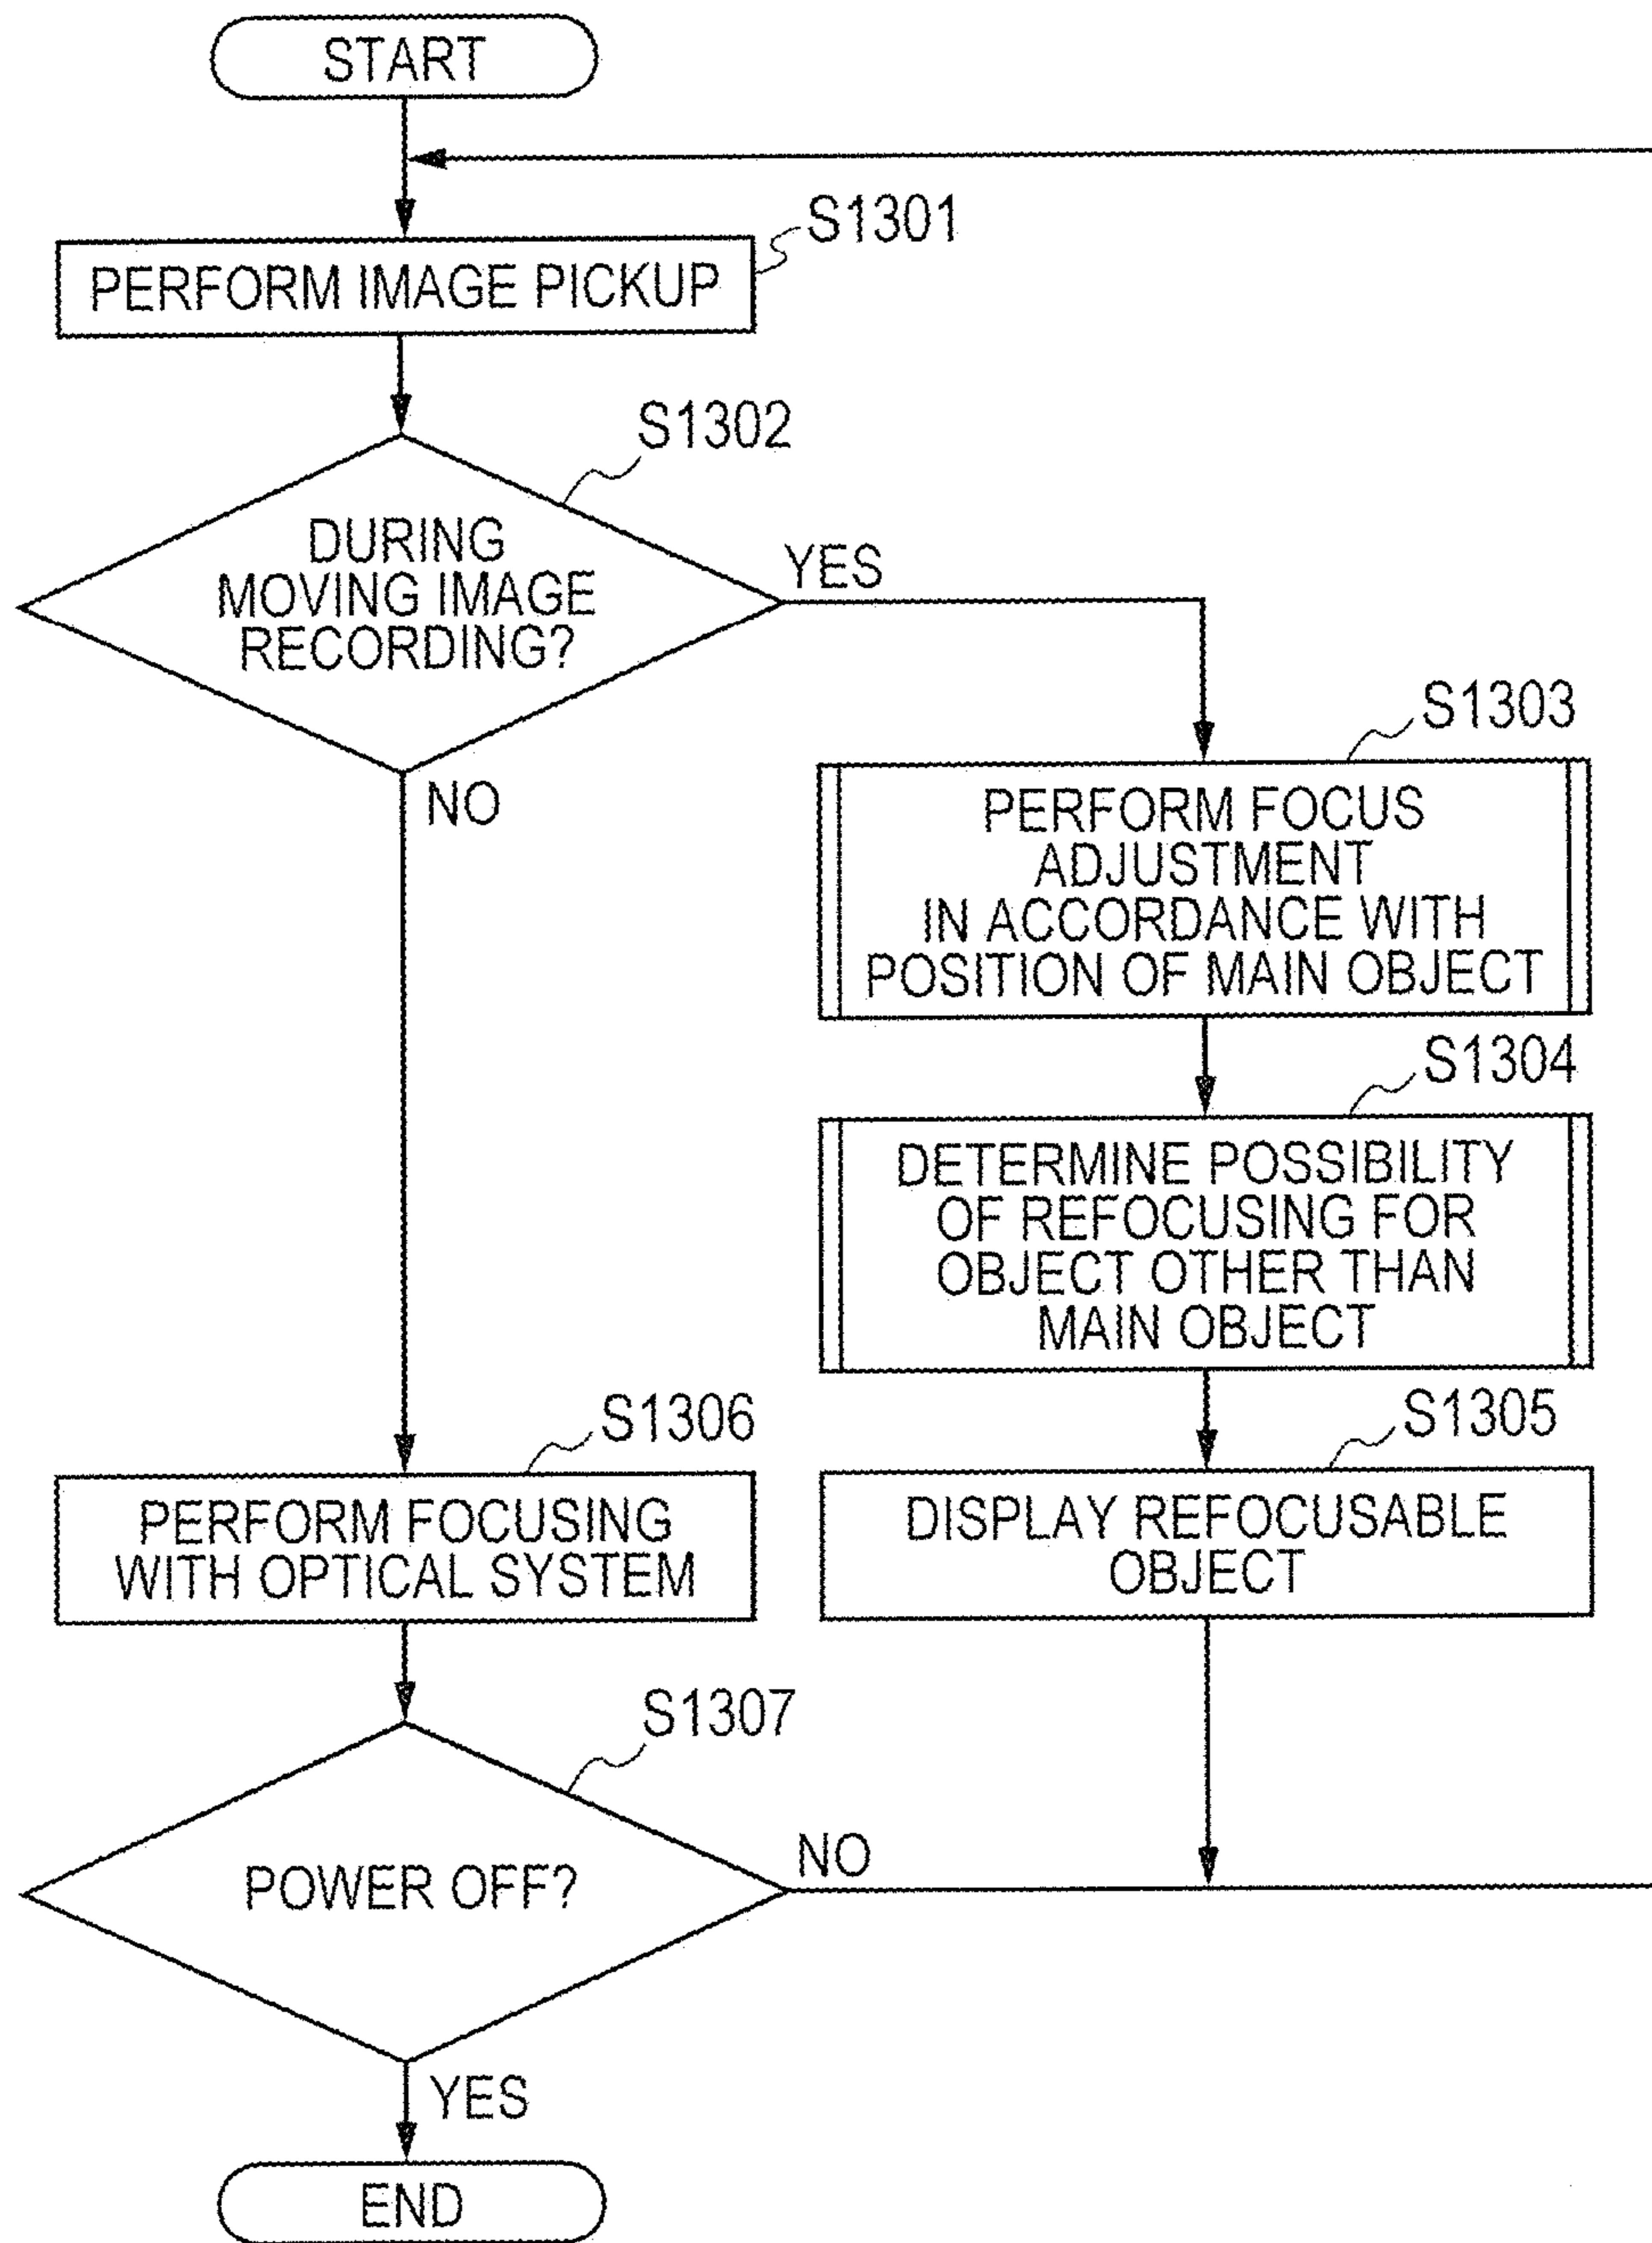 START
S1301
PERFORM IMAGE PICKUP
S1302
DURING
MOVING IMAGE
RECORDING?
YES
NO
S1303
PERFORM FOCUS
ADJUSTMENT
IN ACCORDANCE WITH
POSITION OF MAIN OBJECT
S1304
DETERMINE POSSIBILITY
OF REFOCUSING FOR
OBJECT OTHER THAN
MAIN OBJECT
S1305
DISPLAY REFOCUSABLE
OBJECT
S1306
PERFORM FOCUSING
WITH OPTICAL SYSTEM
S1307
POWER OFF?
NO
YES
END